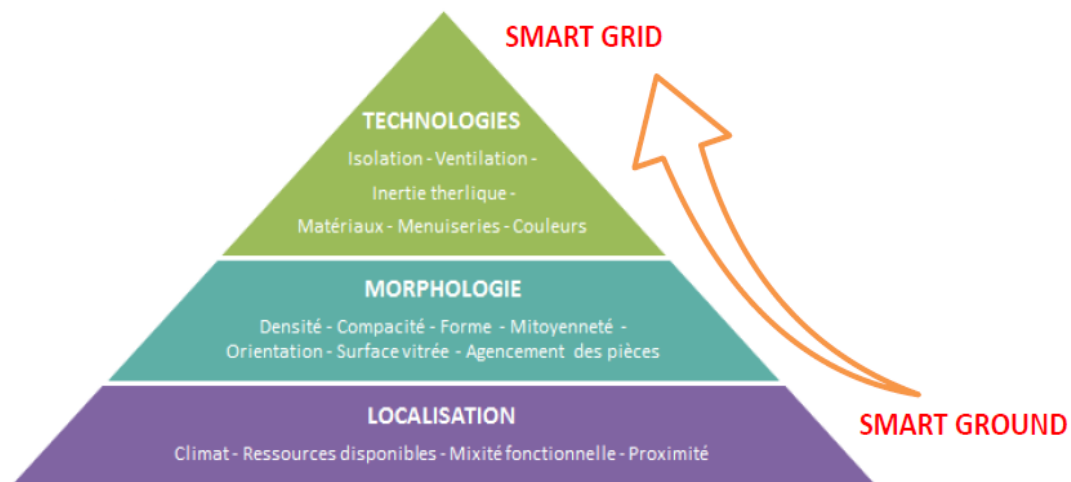 SMART GRID
TECHNOLOGIES
Isolation - Ventilation -
Inertie therlique -
Matériaux - Menuiseries - Couleurs
MORPHOLOGIE
Densité - Compacité - Forme - Mitoyenneté -
Orientation - Surface vitrée - Agencement des pièces
LOCALISATION
SMART GROUND
Climat - Ressources disponibles - Mixité fonctionnelle - Proximité